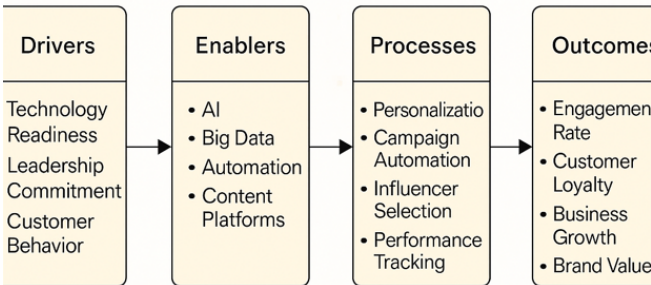 Drivers
Technology
Readiness
Leadership
Commitment
Customer
Behavior
Enablers
• AI
• Big Data
• Automation
• Content
Platforms
Processes
• Personalizatio
• Campaign
Automation
• Influencer
Selection
• Performance
Tracking
Outcomes
• Engagemen
Rate
• Customer
Loyalty
• Business
Growth
• Brand Value